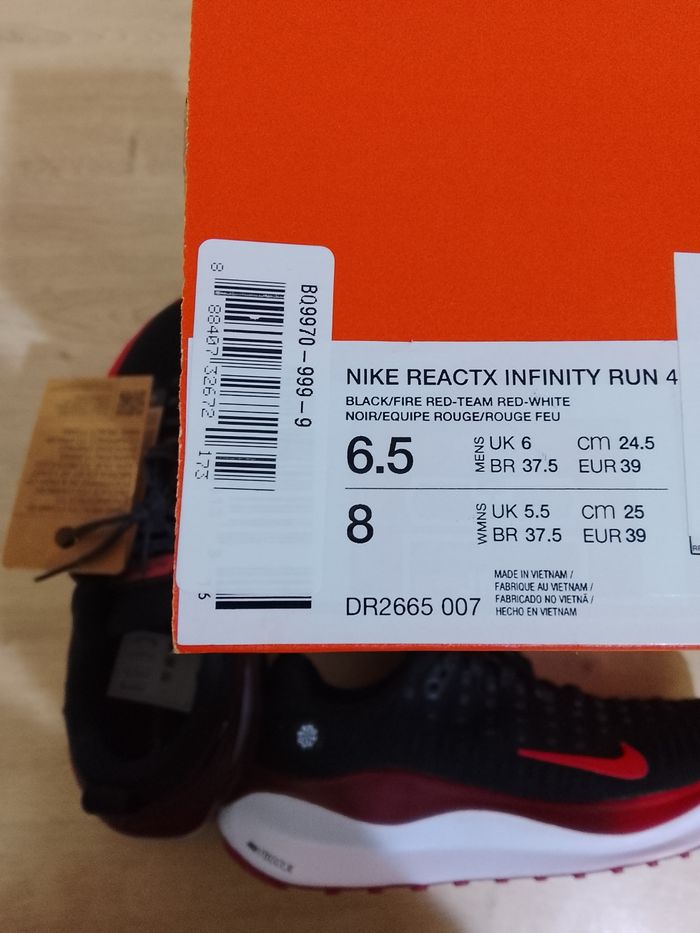 BQ9970-999-9
8 88407 32672 173
NIKE REACTX INFINITY RUN 4
BLACK/FIRE RED-TEAM RED-WHITE
NOIR/EQUIPE ROUGE/ROUGE FEU
6.5 MENS UK 6 cm 24.5
BR 37.5 EUR 39
8 WMNS UK 5.5 cm 25
BR 37.5 EUR 39
MADE IN VIETNAM /
FABRIQUE AU VIETNAM /
FABRICADO NO VIETNÃ /
HECHO EN VIETNAM
DR2665 007